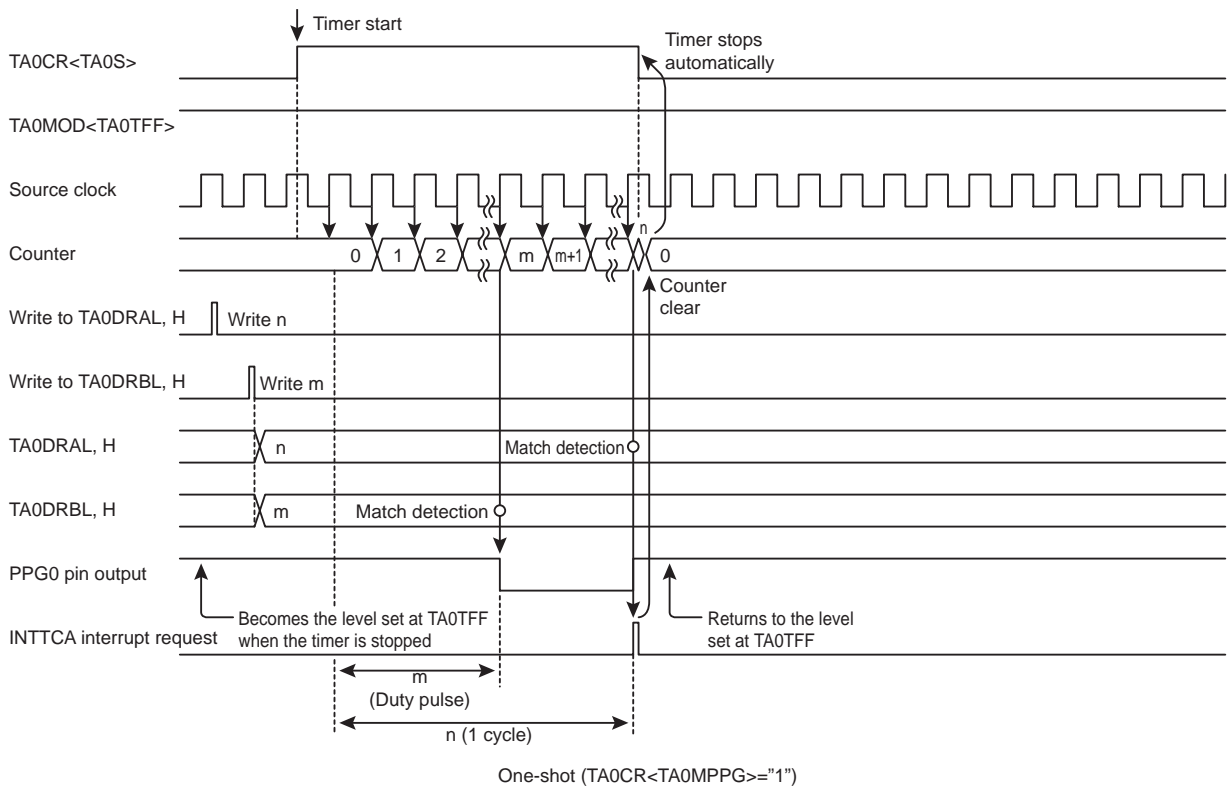 Timer start
TA0CR<TA0S>
Timer stops
automatically
TA0MOD<TA0TFF>
Source clock
n
Counter
0 1 2 m m+1 0
Counter
clear
Write to TA0DRAL, H
Write n
Write to TA0DRBL, H
Write m
TA0DRAL, H
n
Match detection
TA0DRBL, H
m
Match detection
PPG0 pin output
Becomes the level set at TA0TFF
when the timer is stopped
Returns to the level
set at TA0TFF
INTTCA interrupt request
m
(Duty pulse)
n (1 cycle)
One-shot (TA0CR<TA0MPPG>=”1”)